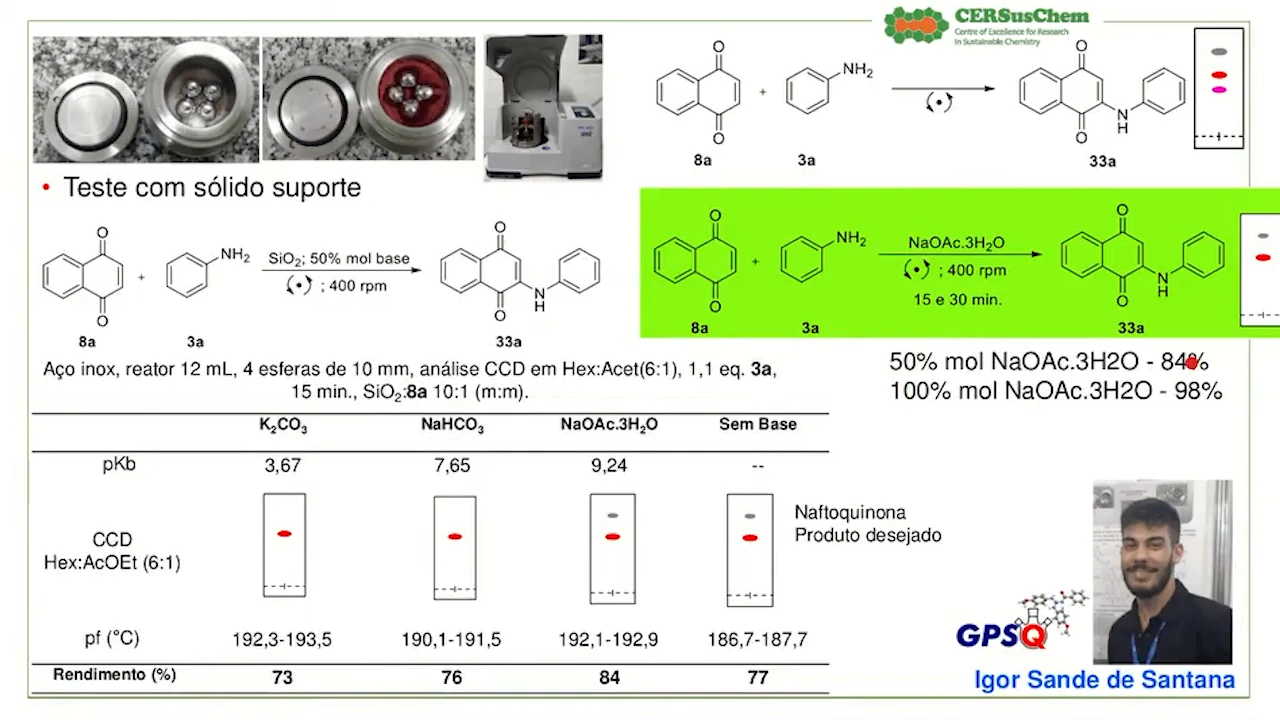 CERSusChem
Centre of Excellence for Research
in Sustainable Chemistry
O
O
8a
+
NH2
3a
O
O
N
H
33a
• Teste com sólido suporte
O
O
8a
+
NH2
3a
SiO2; 50% mol base
; 400 rpm
O
O
N
H
33a
O
O
8a
+
NH2
3a
NaOAc.3H2O
; 400 rpm
15 e 30 min.
O
O
N
H
33a
Aço inox, reator 12 mL, 4 esferas de 10 mm, análise CCD em Hex:Acet(6:1), 1,1 eq. 3a,
15 min., SiO2:8a 10:1 (m:m).
50% mol NaOAc.3H2O - 84%
100% mol NaOAc.3H2O - 98%
K2CO3 NaHCO3 NaOAc.3H2O Sem Base
pKb 3,67 7,65 9,24 --
CCD
Hex:AcOEt (6:1)
Naftoquinona
Produto desejado
pf (°C) 192,3-193,5 190,1-191,5 192,1-192,9 186,7-187,7
Rendimento (%) 73 76 84 77
GPSQ
Igor Sande de Santana